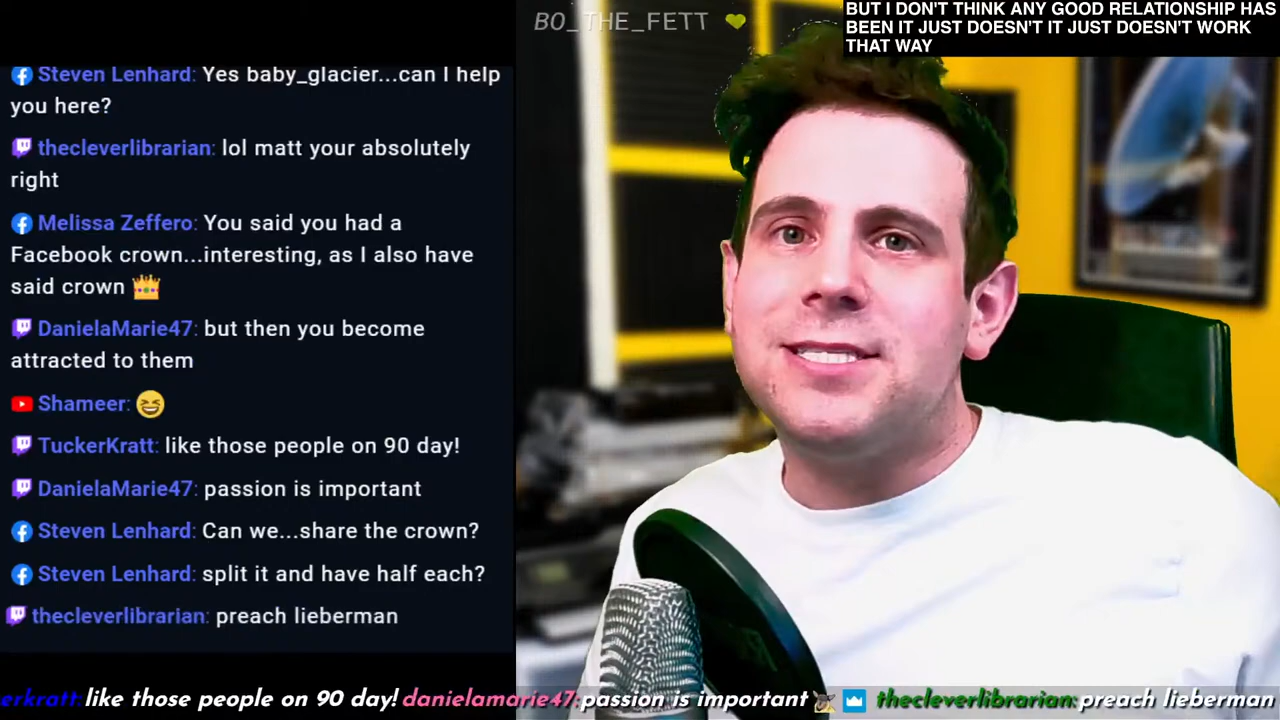 BO_THE_FETT
BUT I DON'T THINK ANY GOOD RELATIONSHIP HAS
BEEN IT JUST DOESN'T IT JUST DOESN'T WORK
THAT WAY
Steven Lenhard: Yes baby_glacier...can I help
you here?
thecleverlibrarian: lol matt your absolutely
right
Melissa Zeffero: You said you had a
Facebook crown...interesting, as I also have
said crown 👑
DanielaMarie47: but then you become
attracted to them
Shameer: 😆
TuckerKratt: like those people on 90 day!
DanielaMarie47: passion is important
Steven Lenhard: Can we...share the crown?
Steven Lenhard: split it and have half each?
thecleverlibrarian: preach lieberman
erkratt: like those people on 90 day! danielamarie47: passion is important thecleverlibrarian: preach lieberman